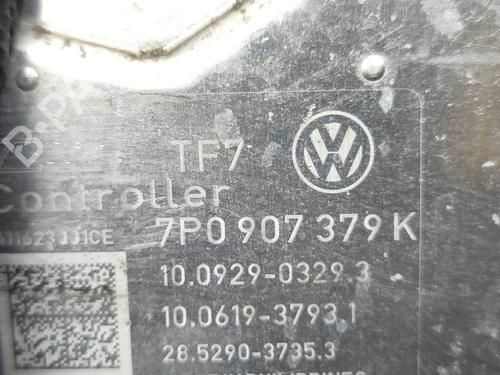 TF7
Controller
7P0 907 379 K
10.0929-0329.3
10.0619-3793.1
28.5290-3735.3